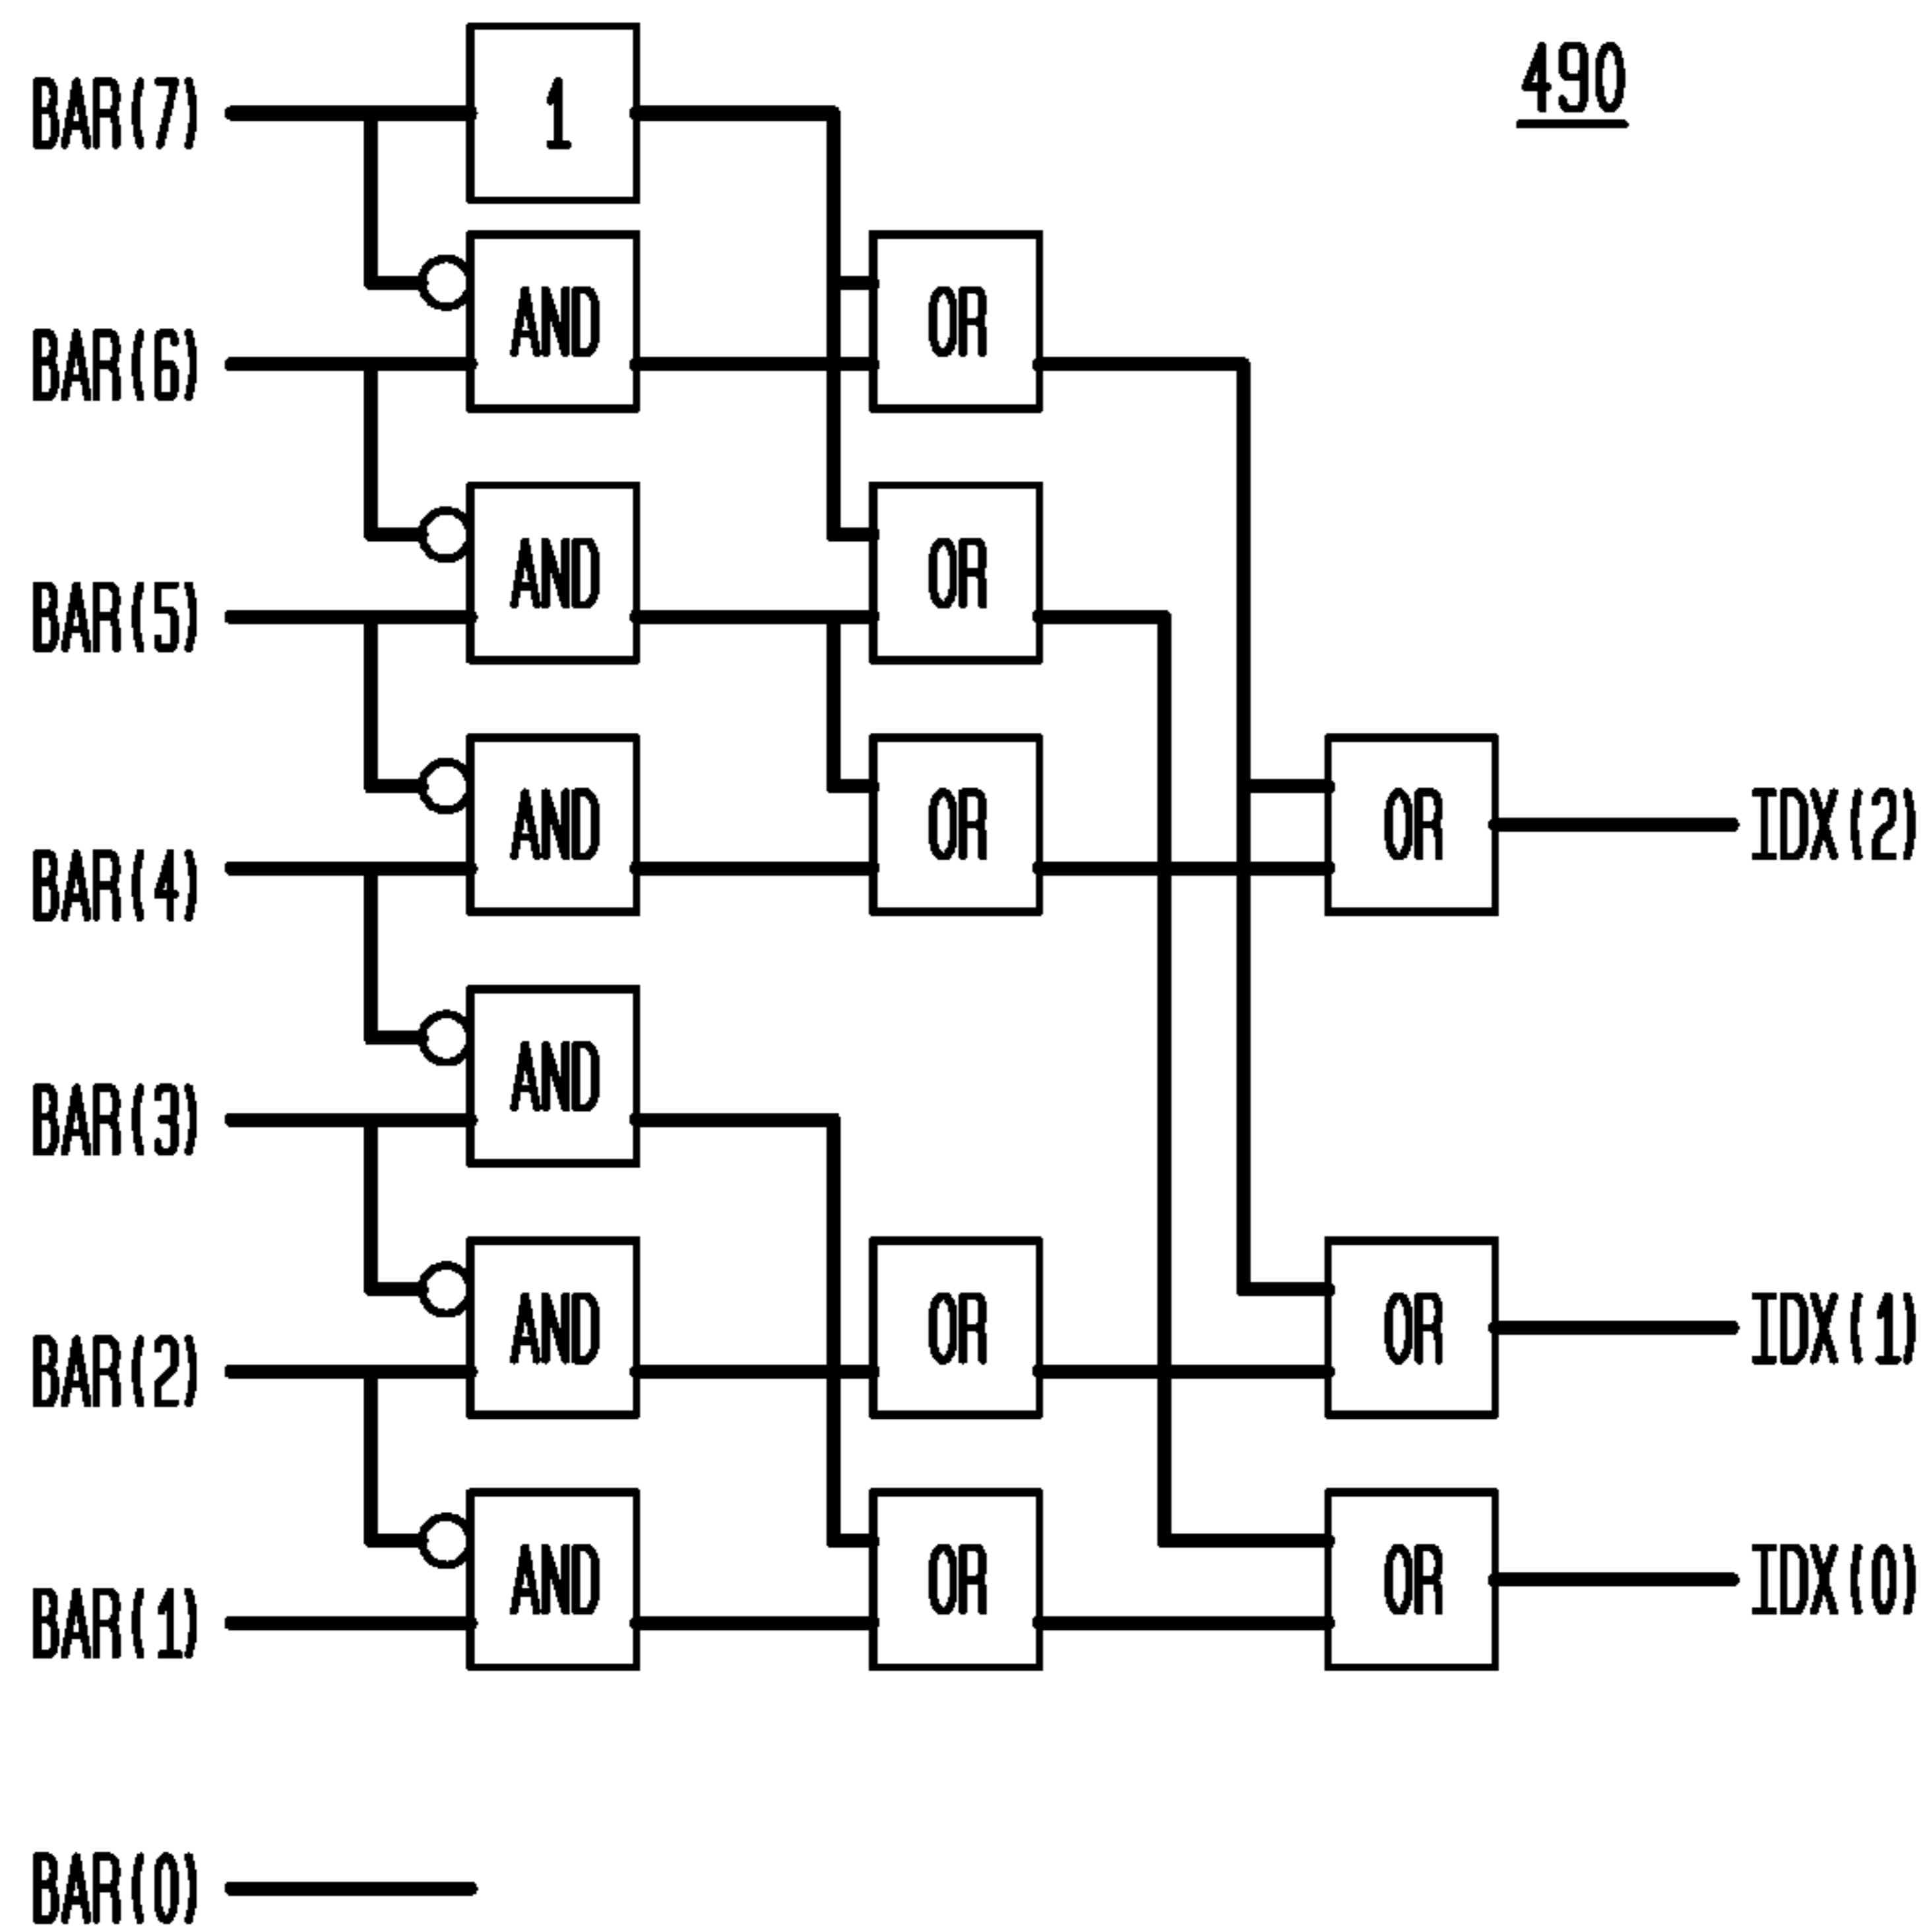 BAR(7) 1 490
AND OR
BAR(6)
AND OR
BAR(5)
AND OR OR IDX(2)
BAR(4)
AND
BAR(3)
AND OR OR IDX(1)
BAR(2)
AND OR OR IDX(0)
BAR(1)
BAR(0)